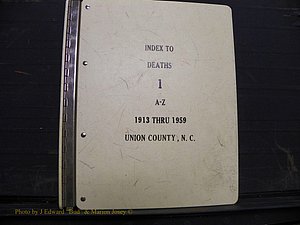 INDEX TO
DEATHS
1
A-Z
1913 THRU 1959
UNION COUNTY, N. C.
Photo by J Edward "Bud" & Marion Josey ©